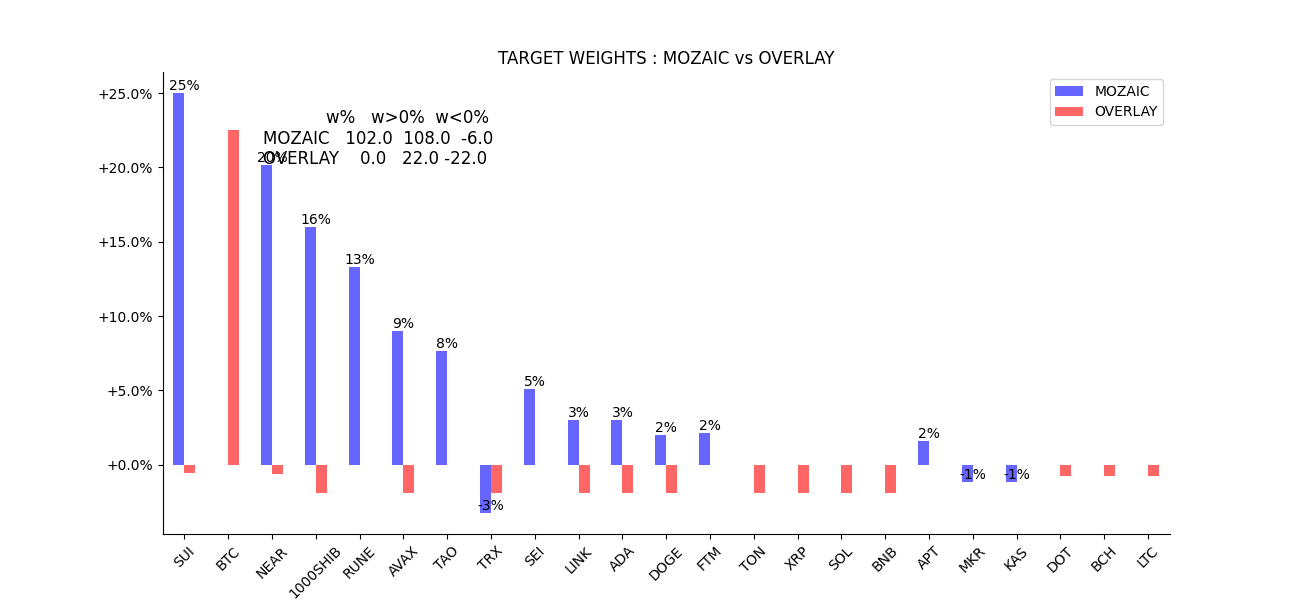 TARGET WEIGHTS : MOZAIC vs OVERLAY
MOZAIC
OVERLAY
w% w>0% w<0%
MOZAIC 102.0 108.0 -6.0
OVERLAY 0.0 22.0 -22.0
+25.0%
+20.0%
+15.0%
+10.0%
+5.0%
+0.0%
25%
20%
16%
13%
9%
8%
-3%
5%
3%
3%
2%
2%
2%
-1%
-1%
SUI
BTC
NEAR
1000SHIB
RUNE
AVAX
TAO
TRX
SEI
LINK
ADA
DOGE
FTM
TON
XRP
SOL
BNB
APT
MKR
KAS
DOT
BCH
LTC